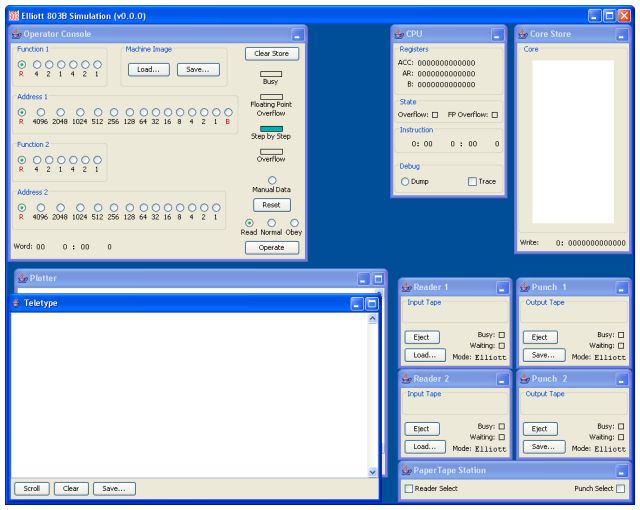 Elliott 803B Simulation (v0.0.0)
Operator Console
Function 1
R 4 2 1 4 2 1
Machine Image
Load... Save...
Clear Store
Busy
Floating Point
Overflow
Step by Step
Overflow
Address 1
R 4096 2048 1024 512 256 128 64 32 16 8 4 2 1 B
Function 2
R 4 2 1 4 2 1
Address 2
R 4096 2048 1024 512 256 128 64 32 16 8 4 2 1
Manual Data
Reset
Read Normal Obey
Operate
Word: 00 0 : 00 0
CPU
Registers
ACC: 0000000000000
AR: 0000000000000
B: 0000000000000
State
Overflow: FP Overflow:
Instruction
0: 00 0 : 00 0
Debug
Dump Trace
Core Store
Core
Write: 0: 0000000000000
Plotter
Teletype
Scroll Clear Save...
Reader 1
Input Tape
Eject Busy:
Waiting:
Load... Mode: Elliott
Punch 1
Output Tape
Eject Busy:
Waiting:
Save... Mode: Elliott
Reader 2
Input Tape
Eject Busy:
Waiting:
Load... Mode: Elliott
Punch 2
Output Tape
Eject Busy:
Waiting:
Save... Mode: Elliott
PaperTape Station
Reader Select Punch Select